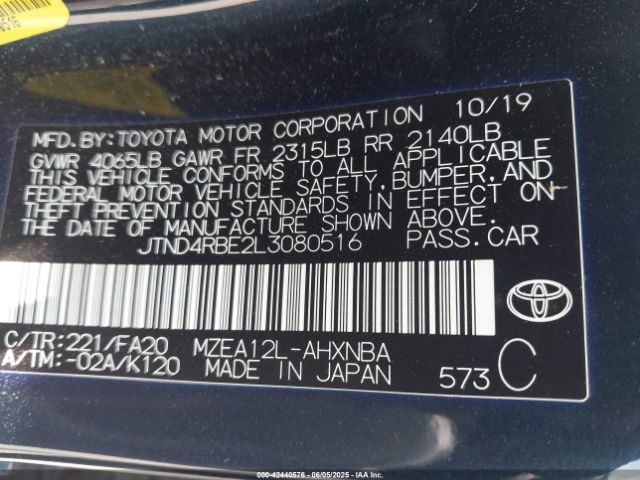 0516
10/19
MFD.BY:TOYOTA MOTOR CORPORATION
GVWR 4065LB GAWR FR 2315LB RR 2140LB
THIS VEHICLE CONFORMS TO ALL APPLICABLE
FEDERAL MOTOR VEHICLE SAFETY,BUMPER,AND
THEFT PREVENTION STANDARDS IN EFFECT ON
THE DATE OF MANUFACTURE SHOWN ABOVE.
JTND4RBE2L3080516 PASS.CAR
C/TR:221/FA20 MZEA12L-AHXNBA
A/TM:-02A/K120 MADE IN JAPAN 573 C
TOYOTA
000 - 42440576 - 06/05/2025 - A000000A